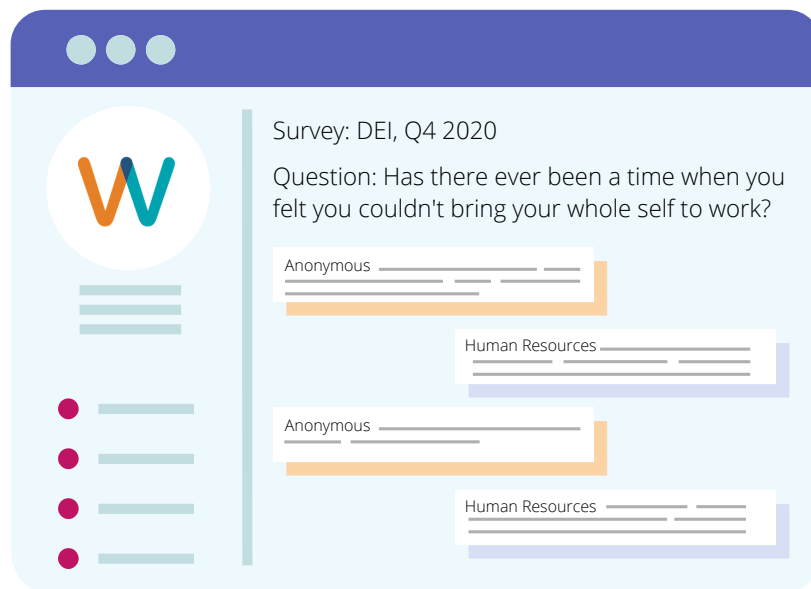 Survey: DEI, Q4 2020
Question: Has there ever been a time when you
felt you couldn't bring your whole self to work?
Anonymous
Human Resources
Anonymous
Human Resources